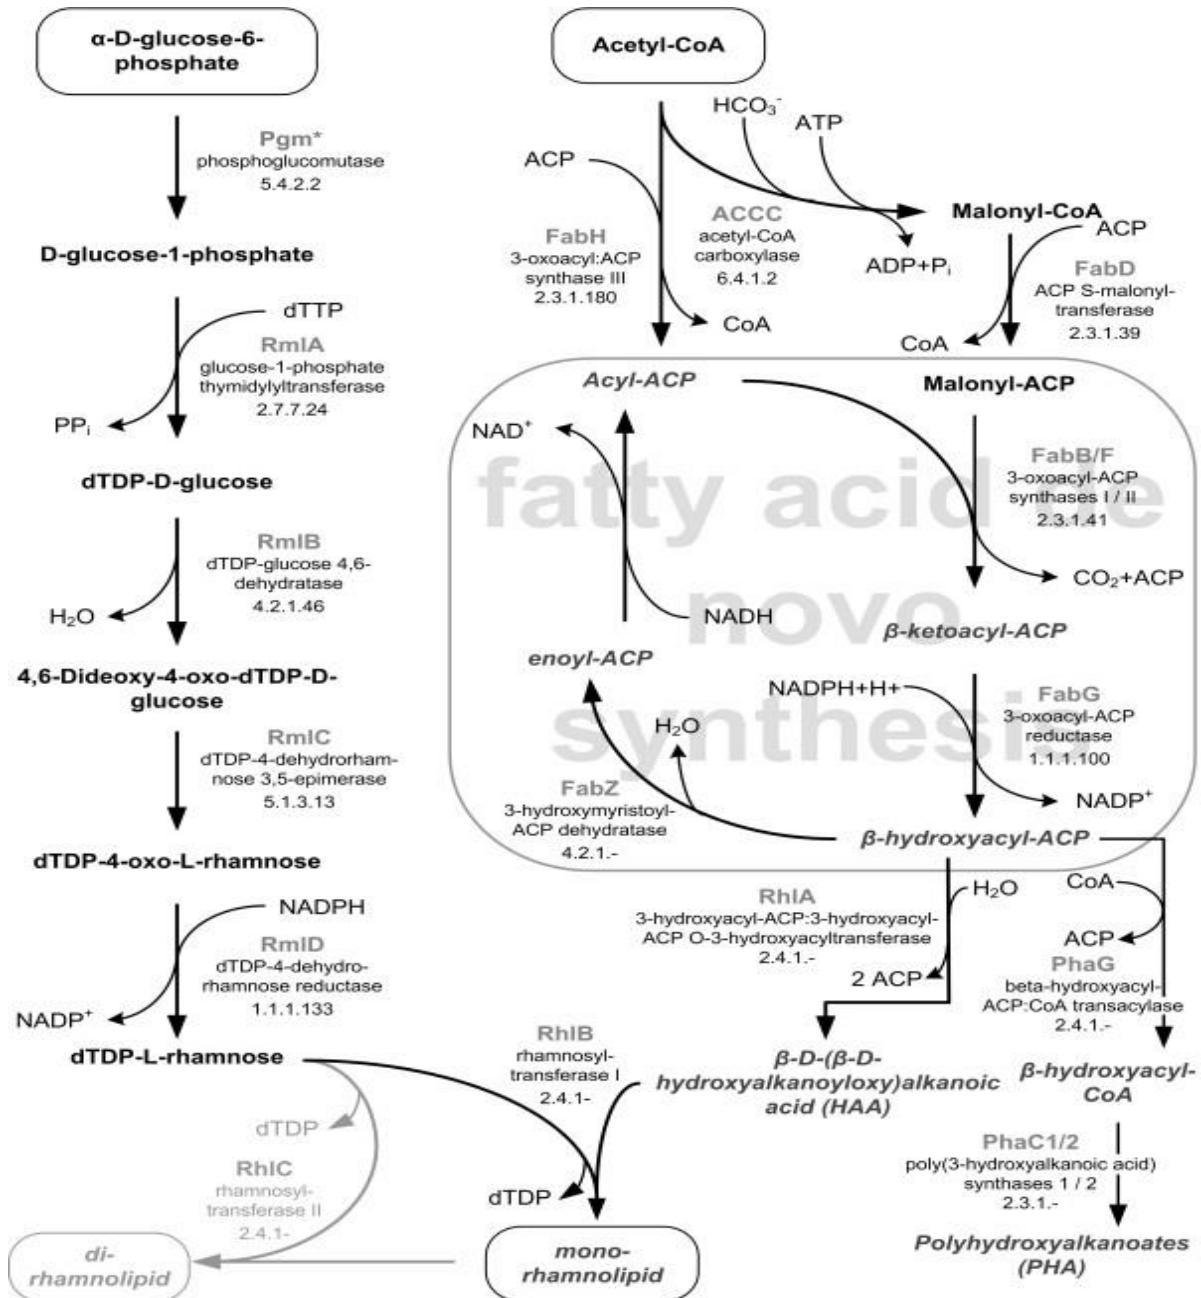 α-D-glucose-6-
phosphate
Pgm*
phosphoglucomutase
5.4.2.2
D-glucose-1-phosphate
dTTP
RmlA
glucose-1-phosphate
thymidylyltransferase
2.7.7.24
PPi
dTDP-D-glucose
RmlB
dTDP-glucose 4,6-
dehydratase
4.2.1.46
H2O
4,6-Dideoxy-4-oxo-dTDP-D-
glucose
RmlC
dTDP-4-dehydrorham-
nose 3,5-epimerase
5.1.3.13
dTDP-4-oxo-L-rhamnose
NADPH
RmlD
dTDP-4-dehydro-
rhamnose reductase
1.1.1.133
NADP+
dTDP-L-rhamnose
dTDP
RhlC
rhamnosyl-
transferase II
2.4.1-
di-
rhamnolipid
Acetyl-CoA
HCO3-
ATP
ACP
FabH
3-oxoacyl:ACP
synthase III
2.3.1.180
ACCC
acetyl-CoA
carboxylase
6.4.1.2
ADP+Pi
CoA
Malonyl-CoA
ACP
FabD
ACP S-malonyl-
transferase
2.3.1.39
CoA
fatty acid de
novo
synthesis
Acyl-ACP
Malonyl-ACP
NAD+
FabB/F
3-oxoacyl-ACP
synthases I / II
2.3.1.41
CO2+ACP
NADH
β-ketoacyl-ACP
enoyl-ACP
NADPH+H+
FabG
3-oxoacyl-ACP
reductase
1.1.1.100
NADP+
H2O
FabZ
3-hydroxymyristoyl-
ACP dehydratase
4.2.1.-
β-hydroxyacyl-ACP
RhlA
3-hydroxyacyl-ACP:3-hydroxyacyl-
ACP O-3-hydroxyacyltransferase
2.4.1.-
H2O
2 ACP
CoA
ACP
PhaG
beta-hydroxyacyl-
ACP:CoA transacylase
2.4.1.-
RhlB
rhamnosyl-
transferase I
2.4.1-
β-D-(β-D-
hydroxyalkanoyloxy)alkanoic
acid (HAA)
β-hydroxyacyl-
CoA
dTDP
PhaC1/2
poly(3-hydroxyalkanoic acid)
synthases 1 / 2
2.3.1.-
mono-
rhamnolipid
Polyhydroxyalkanoates
(PHA)